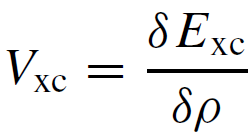 V_xc = δE_xc / δρ